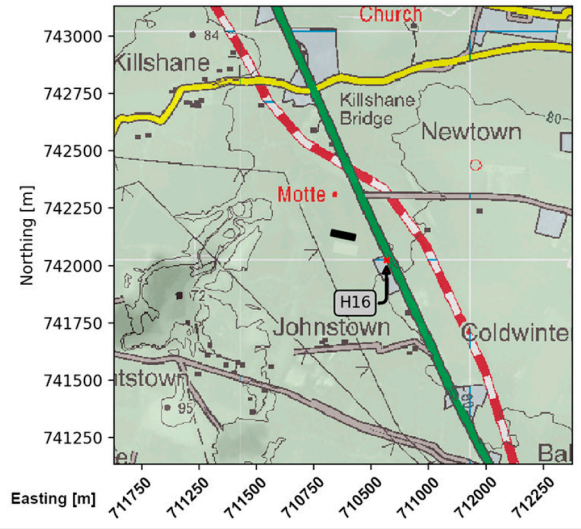 Church
743000
84
Killshane
742750
Killshane
Bridge
80
Newtown
742500
Motte
742250
742000
72
H16
741750
Johnstown
Coldwinte
741500
tstown
95
741250
Bal
Northing [m]
Easting [m]
711750
711250
711500
710750
710500
711000
712000
712250